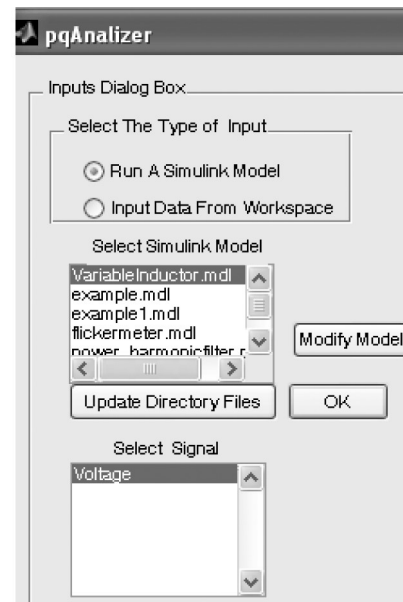 pqAnalizer
Inputs Dialog Box
Select The Type of Input
Run A Simulink Model
Input Data From Workspace
Select Simulink Model
VariableInductor.mdl
example.mdl
example1.mdl
flickermeter.mdl
power_harmonicfilter.r
Modify Model
Update Directory Files
OK
Select Signal
Voltage